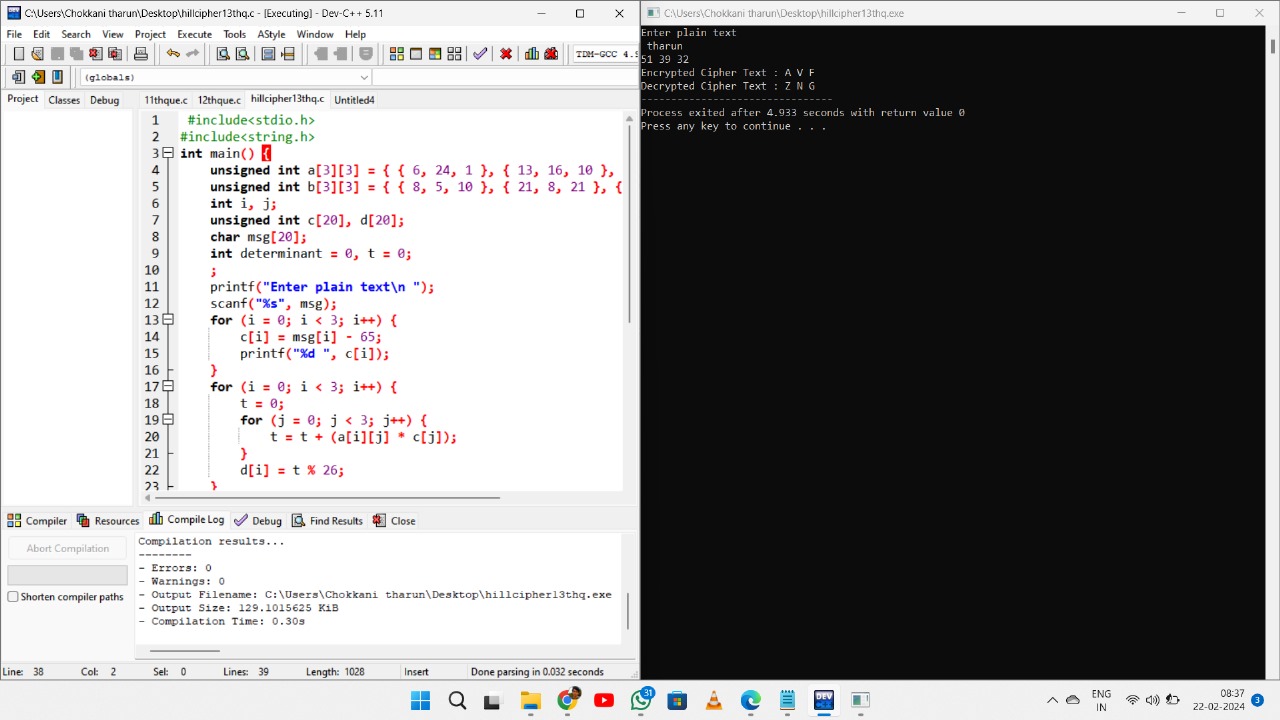 C:\Users\Chokkani tharun\Desktop\hillcipher13thq.c - [Executing] - Dev-C++ 5.11
File Edit Search View Project Execute Tools AStyle Window Help
TDM-GCC 4.9
(globals)
Project Classes Debug
11thque.c 12thque.c hillcipher13thq.c Untitled4
1 #include<stdio.h>
2 #include<string.h>
3 int main() {
4 unsigned int a[3][3] = { { 6, 24, 1 }, { 13, 16, 10 },
5 unsigned int b[3][3] = { { 8, 5, 10 }, { 21, 8, 21 }, {
6 int i, j;
7 unsigned int c[20], d[20];
8 char msg[20];
9 int determinant = 0, t = 0;
10 ;
11 printf("Enter plain text\n ");
12 scanf("%s", msg);
13 for (i = 0; i < 3; i++) {
14 c[i] = msg[i] - 65;
15 printf("%d ", c[i]);
16 }
17 for (i = 0; i < 3; i++) {
18 t = 0;
19 for (j = 0; j < 3; j++) {
20 t = t + (a[i][j] * c[j]);
21 }
22 d[i] = t % 26;
23 }
Compiler Resources Compile Log Debug Find Results Close
Abort Compilation
Shorten compiler paths
Compilation results...
--------
- Errors: 0
- Warnings: 0
- Output Filename: C:\Users\Chokkani tharun\Desktop\hillcipher13thq.exe
- Output Size: 129.1015625 KiB
- Compilation Time: 0.30s
Line: 38 Col: 2 Sel: 0 Lines: 39 Length: 1028 Insert Done parsing in 0.032 seconds
C:\Users\Chokkani tharun\Desktop\hillcipher13thq.exe
Enter plain text
tharun
51 39 32
Encrypted Cipher Text : A V F
Decrypted Cipher Text : Z N G
--------------------------------
Process exited after 4.933 seconds with return value 0
Press any key to continue . . .
31
DEV
ENG
IN
08:37
22-02-2024
3